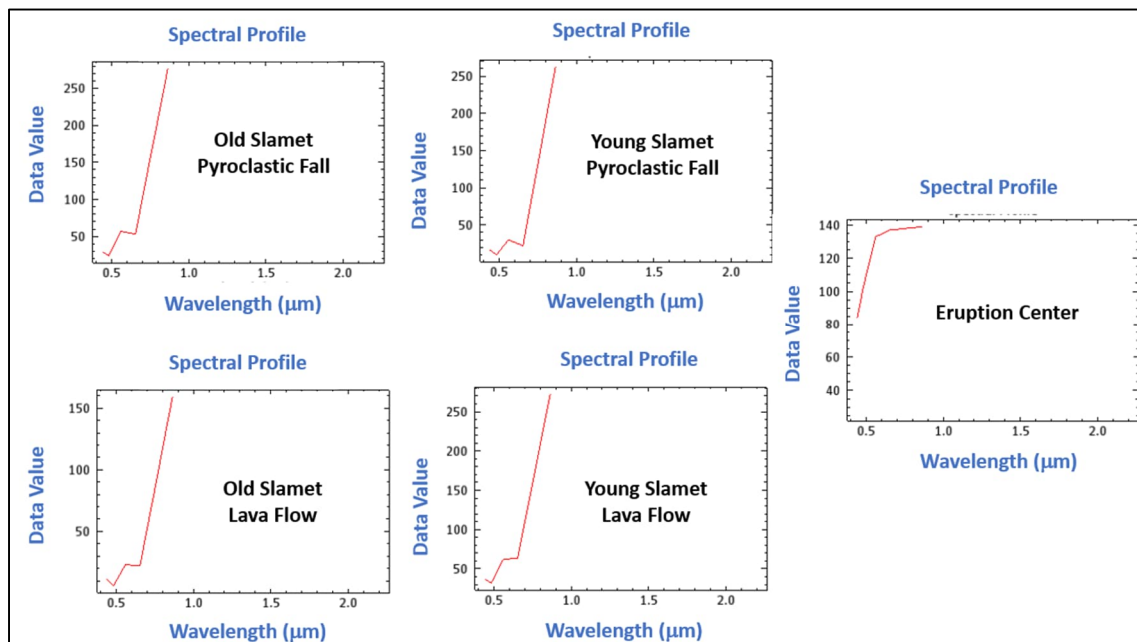 Spectral Profile
250
200
150
100
50
0.5 1.0 1.5 2.0
Data Value
Old Slamet
Pyroclastic Fall
Wavelength (μm)
Spectral Profile
250
200
150
100
50
0.5 1.0 1.5 2.0
Data Value
Young Slamet
Pyroclastic Fall
Wavelength (μm)
Spectral Profile
140
120
100
80
60
40
0.5 1.0 1.5 2.0
Data Value
Eruption Center
Wavelength (μm)
Spectral Profile
150
100
50
0.5 1.0 1.5 2.0
Data Value
Old Slamet
Lava Flow
Wavelength (μm)
Spectral Profile
250
200
150
100
50
0.5 1.0 1.5 2.0
Data Value
Young Slamet
Lava Flow
Wavelength (μm)